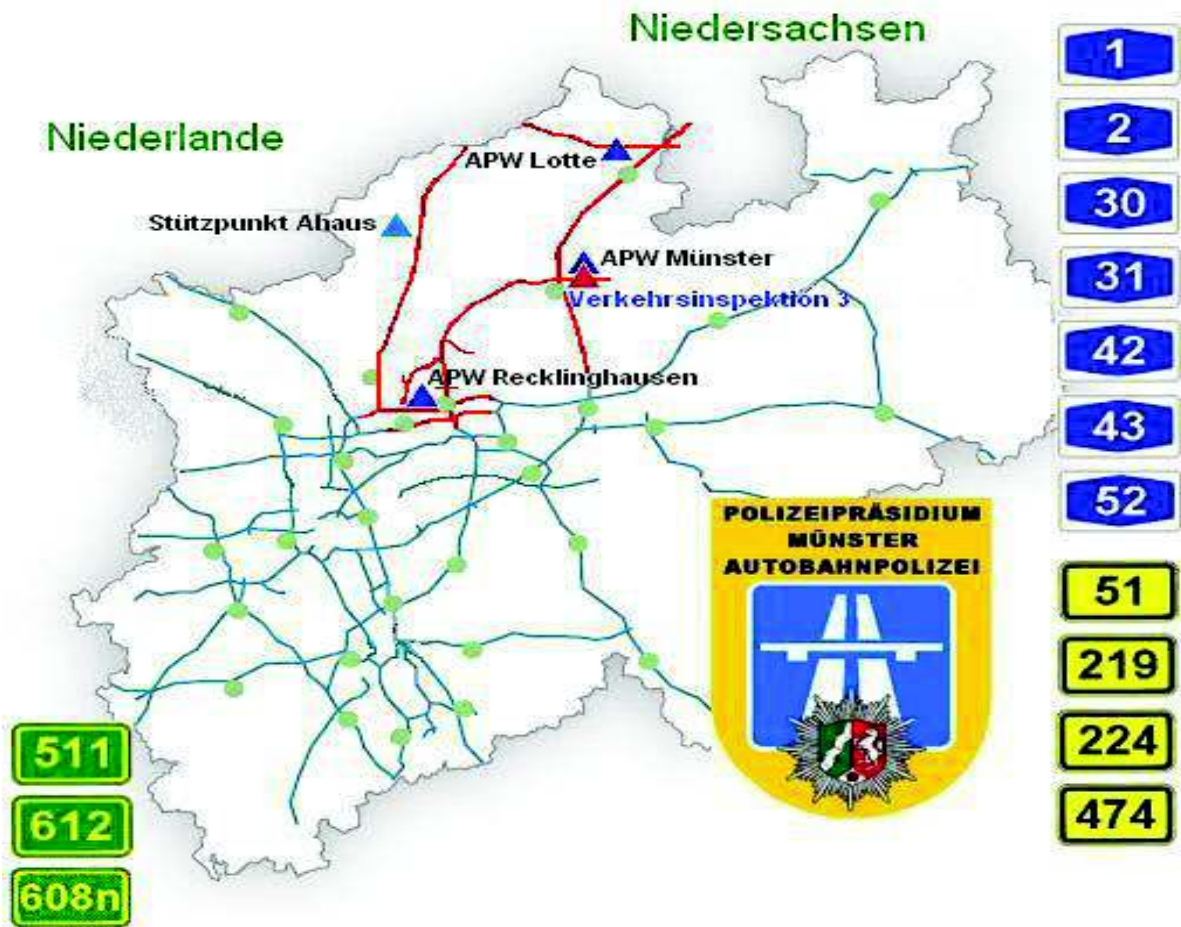 Niedersachsen
Niederlande
APW Lotte
Stützpunkt Ahaus
APW Münster
Verkehrsinspektion 3
APW Recklinghausen
1
2
30
31
42
43
52
51
219
224
474
POLIZEIPRÄSIDIUM
MÜNSTER
AUTOBAHNPOLIZEI
511
612
608n